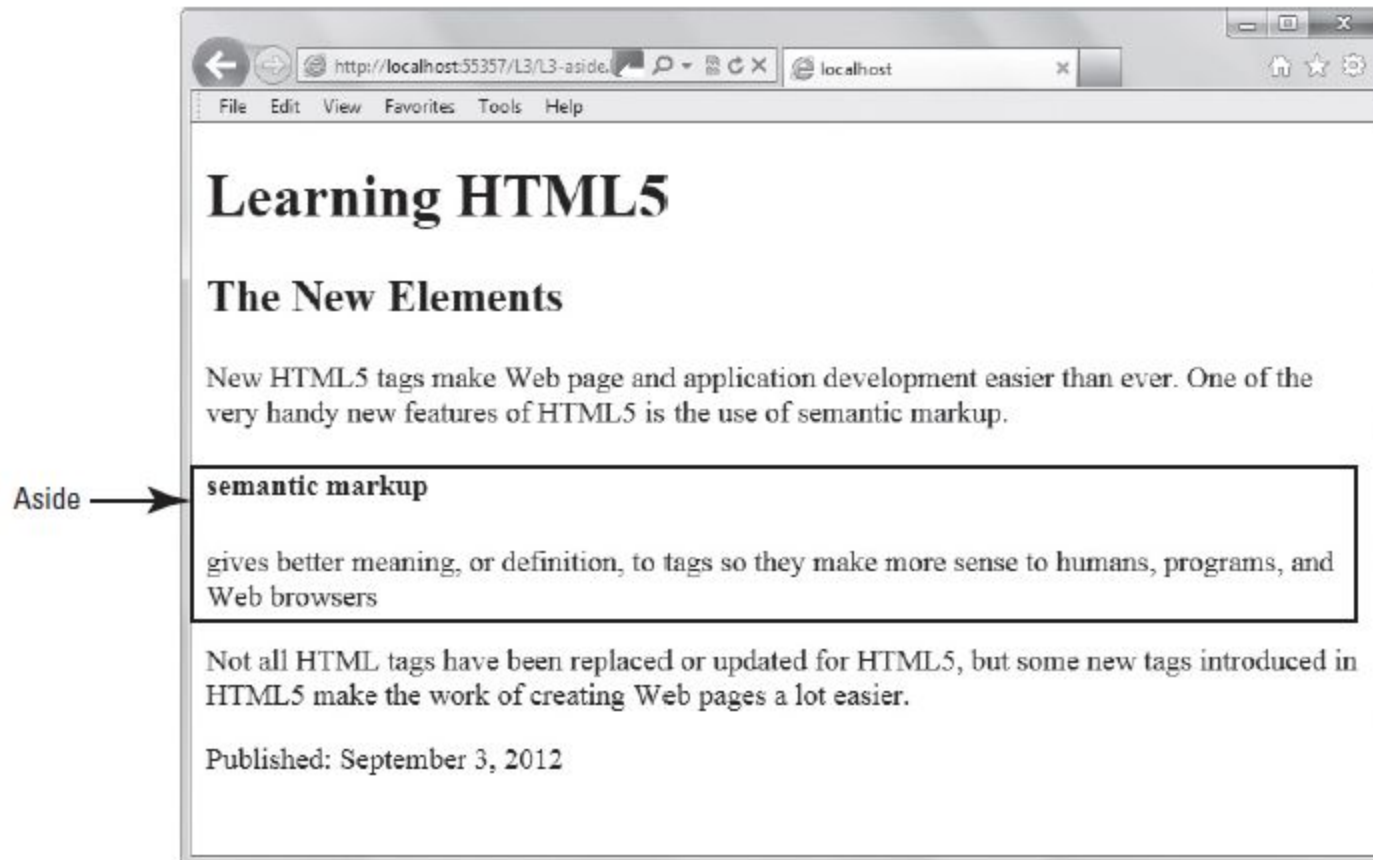 http://localhost:55357/L3/L3-aside.
localhost
File Edit View Favorites Tools Help
Learning HTML5
The New Elements
New HTML5 tags make Web page and application development easier than ever. One of the
very handy new features of HTML5 is the use of semantic markup.
Aside
semantic markup
gives better meaning, or definition, to tags so they make more sense to humans, programs, and
Web browsers
Not all HTML tags have been replaced or updated for HTML5, but some new tags introduced in
HTML5 make the work of creating Web pages a lot easier.
Published: September 3, 2012